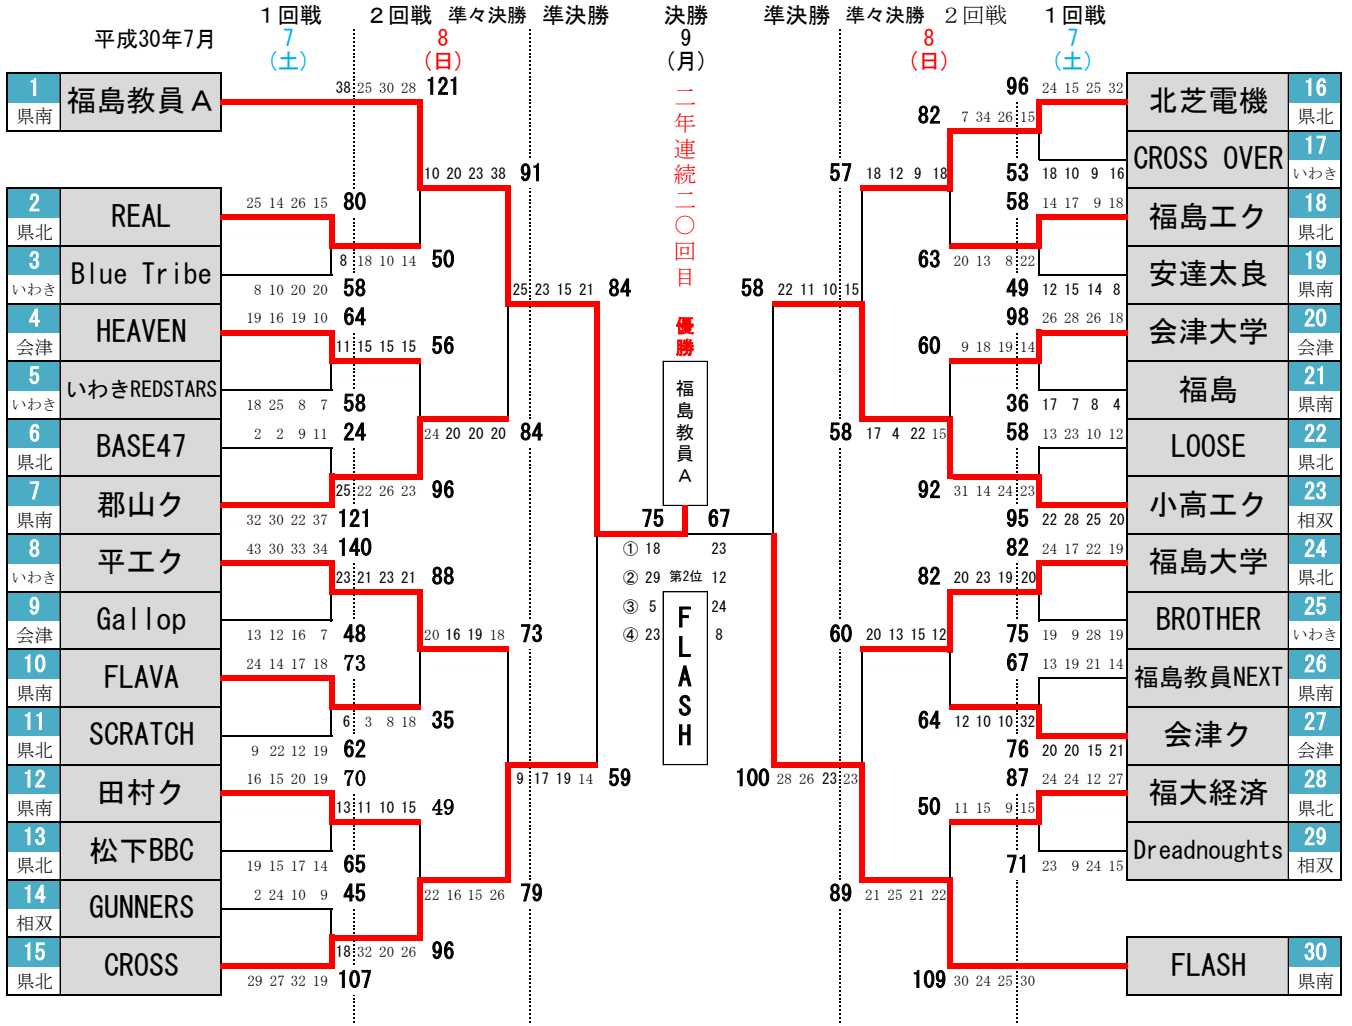 １回戦 ２回戦 準々決勝 準決勝 決勝 準決勝 準々決勝 ２回戦 １回戦
平成30年7月 7 8 9 8 7
（土） （日） （月） （日） （土）
二年連続二〇回目 優勝
福島教員Ａ
75 67
① 18 23
② 29 第2位 12
③ 5 24
④ 23 8
FLASH
1 県南 福島教員Ａ
38 25 30 28 121
10 20 23 38 91
2 県北 REAL
25 14 26 15 80
8 18 10 14 50
3 いわき Blue Tribe
8 10 20 20 58
25 23 15 21 84
4 会津 HEAVEN
19 16 19 10 64
11 15 15 15 56
5 いわき いわきREDSTARS
18 25 8 7 58
24 20 20 20 84
6 県北 BASE47
2 2 9 11 24
25 22 26 23 96
7 県南 郡山ク
32 30 22 37 121
8 いわき 平工ク
43 30 33 34 140
23 21 23 21 88
9 会津 Gallop
13 12 16 7 48
20 16 19 18 73
10 県南 FLAVA
24 14 17 18 73
6 3 8 18 35
11 県北 SCRATCH
9 22 12 19 62
9 17 19 14 59
12 県南 田村ク
16 15 20 19 70
13 11 10 15 49
13 県北 松下BBC
19 15 17 14 65
22 16 15 26 79
14 相双 GUNNERS
2 24 10 9 45
18 32 20 26 96
15 県北 CROSS
29 27 32 19 107
96 24 15 25 32
北芝電機 16 県北
82 7 34 26 15
53 18 10 9 16
CROSS OVER 17 いわき
57 18 12 9 18
58 14 17 9 18
福島工ク 18 県北
63 20 13 8 22
49 12 15 14 8
安達太良 19 県南
58 22 11 10 15
98 26 28 26 18
会津大学 20 会津
60 9 18 19 14
36 17 7 8 4
福島 21 県南
58 17 4 22 15
58 13 23 10 12
LOOSE 22 県北
92 31 14 24 23
95 22 28 25 20
小高工ク 23 相双
82 24 17 22 19
福島大学 24 県北
82 20 23 19 20
75 19 9 28 19
BROTHER 25 いわき
60 20 13 15 12
67 13 19 21 14
福島教員NEXT 26 県南
64 12 10 10 32
76 20 20 15 21
会津ク 27 会津
100 28 26 23 23
87 24 24 12 27
福大経済 28 県北
50 11 15 9 15
71 23 9 24 15
Dreadnoughts 29 相双
89 21 25 21 22
109 30 24 25 30
FLASH 30 県南